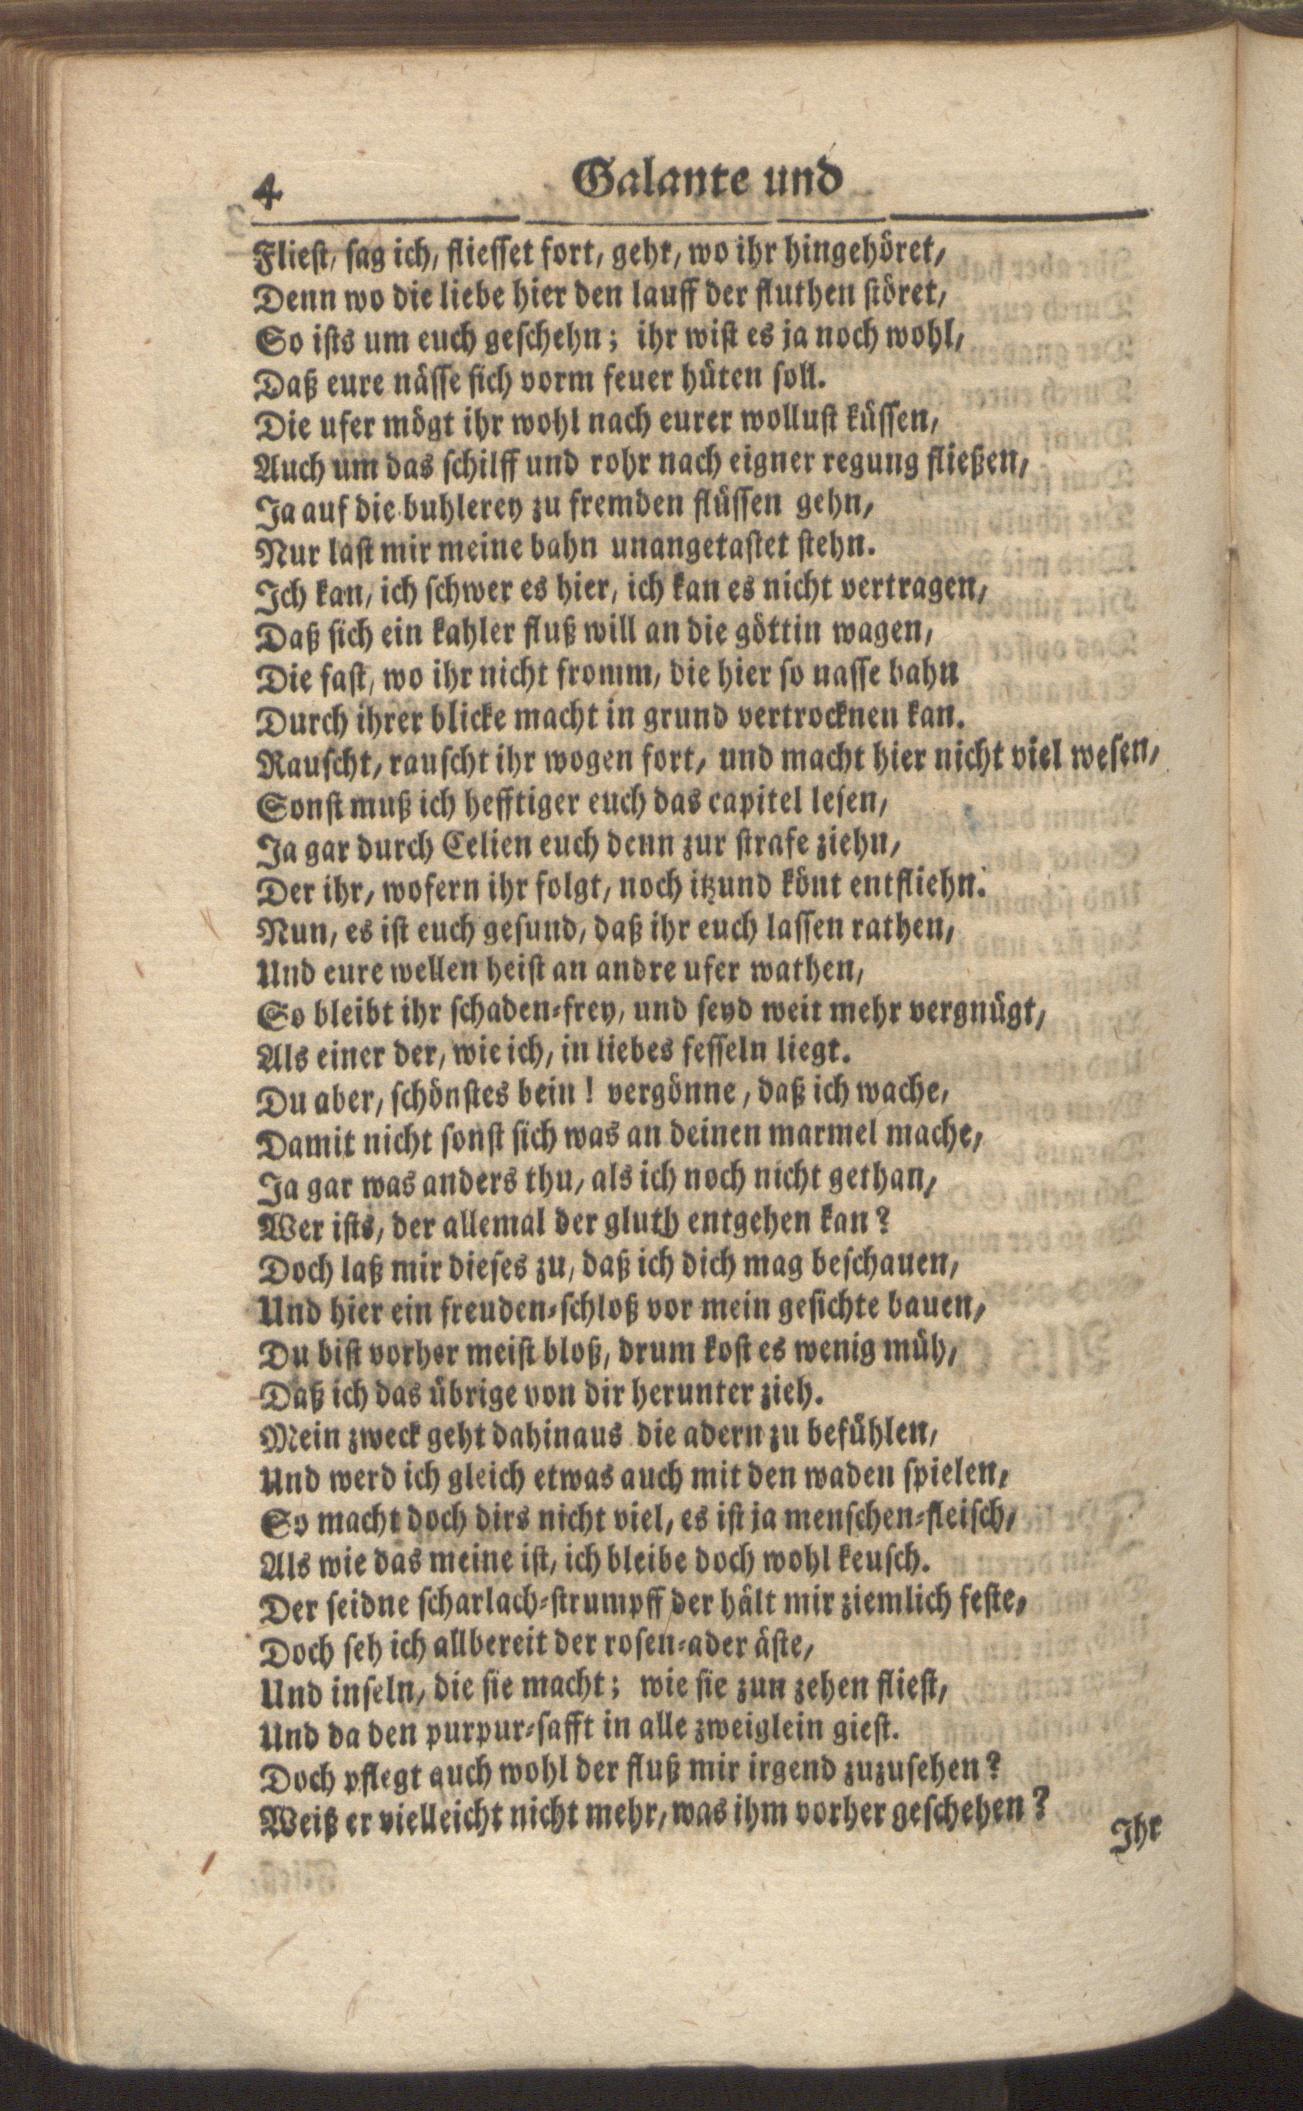 4 Galante und
Fliest, sag ich, fliesset fort, geht, wo ihr hingehöret,
Denn wo die liebe hier den lauff der fluthen störet,
So ists um euch geschehn; ihr wist es ja noch wohl,
Daß eure nässe sich vorm feuer hüten soll.
Die ufer mögt ihr wohl nach eurer wollust küssen,
Auch um das schilff und rohr nach eigner regung fließen,
Ja auf die buhlerey zu fremden flüssen gehn,
Nur last mir meine bahn unangetastet stehn.
Ich kan, ich schwer es hier, ich kan es nicht vertragen,
Daß sich ein kahler fluß will an die göttin wagen,
Die fast, wo ihr nicht fromm, die hier so nasse bahn
Durch ihrer blicke macht in grund vertrocknen kan.
Rauscht, rauscht ihr wogen fort, und macht hier nicht viel wesen,
Sonst muß ich hefftiger euch das capitel lesen,
Ja gar durch Celien euch denn zur strafe ziehn,
Der ihr, wofern ihr folgt, noch itzund könt entfliehn.
Nun, es ist euch gesund, daß ihr euch lassen rathen,
Und eure wellen heist an andre ufer wathen,
So bleibt ihr schaden-frey, und seyd weit mehr vergnügt,
Als einer der, wie ich, in liebes fesseln liegt.
Du aber, schönstes bein! vergönne, daß ich wache,
Damit nicht sonst sich was an deinen marmel mache,
Ja gar was anders thu, als ich noch nicht gethan,
Wer ists, der allemal der gluth entgehen kan?
Doch laß mir dieses zu, daß ich dich mag beschauen,
Und hier ein freuden-schloß vor mein gesichte bauen,
Du bist vorher meist bloß, drum kost es wenig müh,
Daß ich das übrige von dir herunter zieh.
Mein zweck geht dahinaus die adern zu befühlen,
Und werd ich gleich etwas auch mit den waden spielen,
So macht doch dirs nicht viel, es ist ja menschen-fleisch,
Als wie das meine ist, ich bleibe doch wohl keusch.
Der seidne scharlach-strumpff der hält mir ziemlich feste,
Doch seh ich allbereit der rosen-ader äste,
Und inseln, die sie macht; wie sie zun zehen fliest,
Und da den purpur-safft in alle zweiglein giest.
Doch pflegt auch wohl der fluß mir irgend zuzusehen?
Weiß er vielleicht nicht mehr, was ihm vorher geschehen?
Ihr